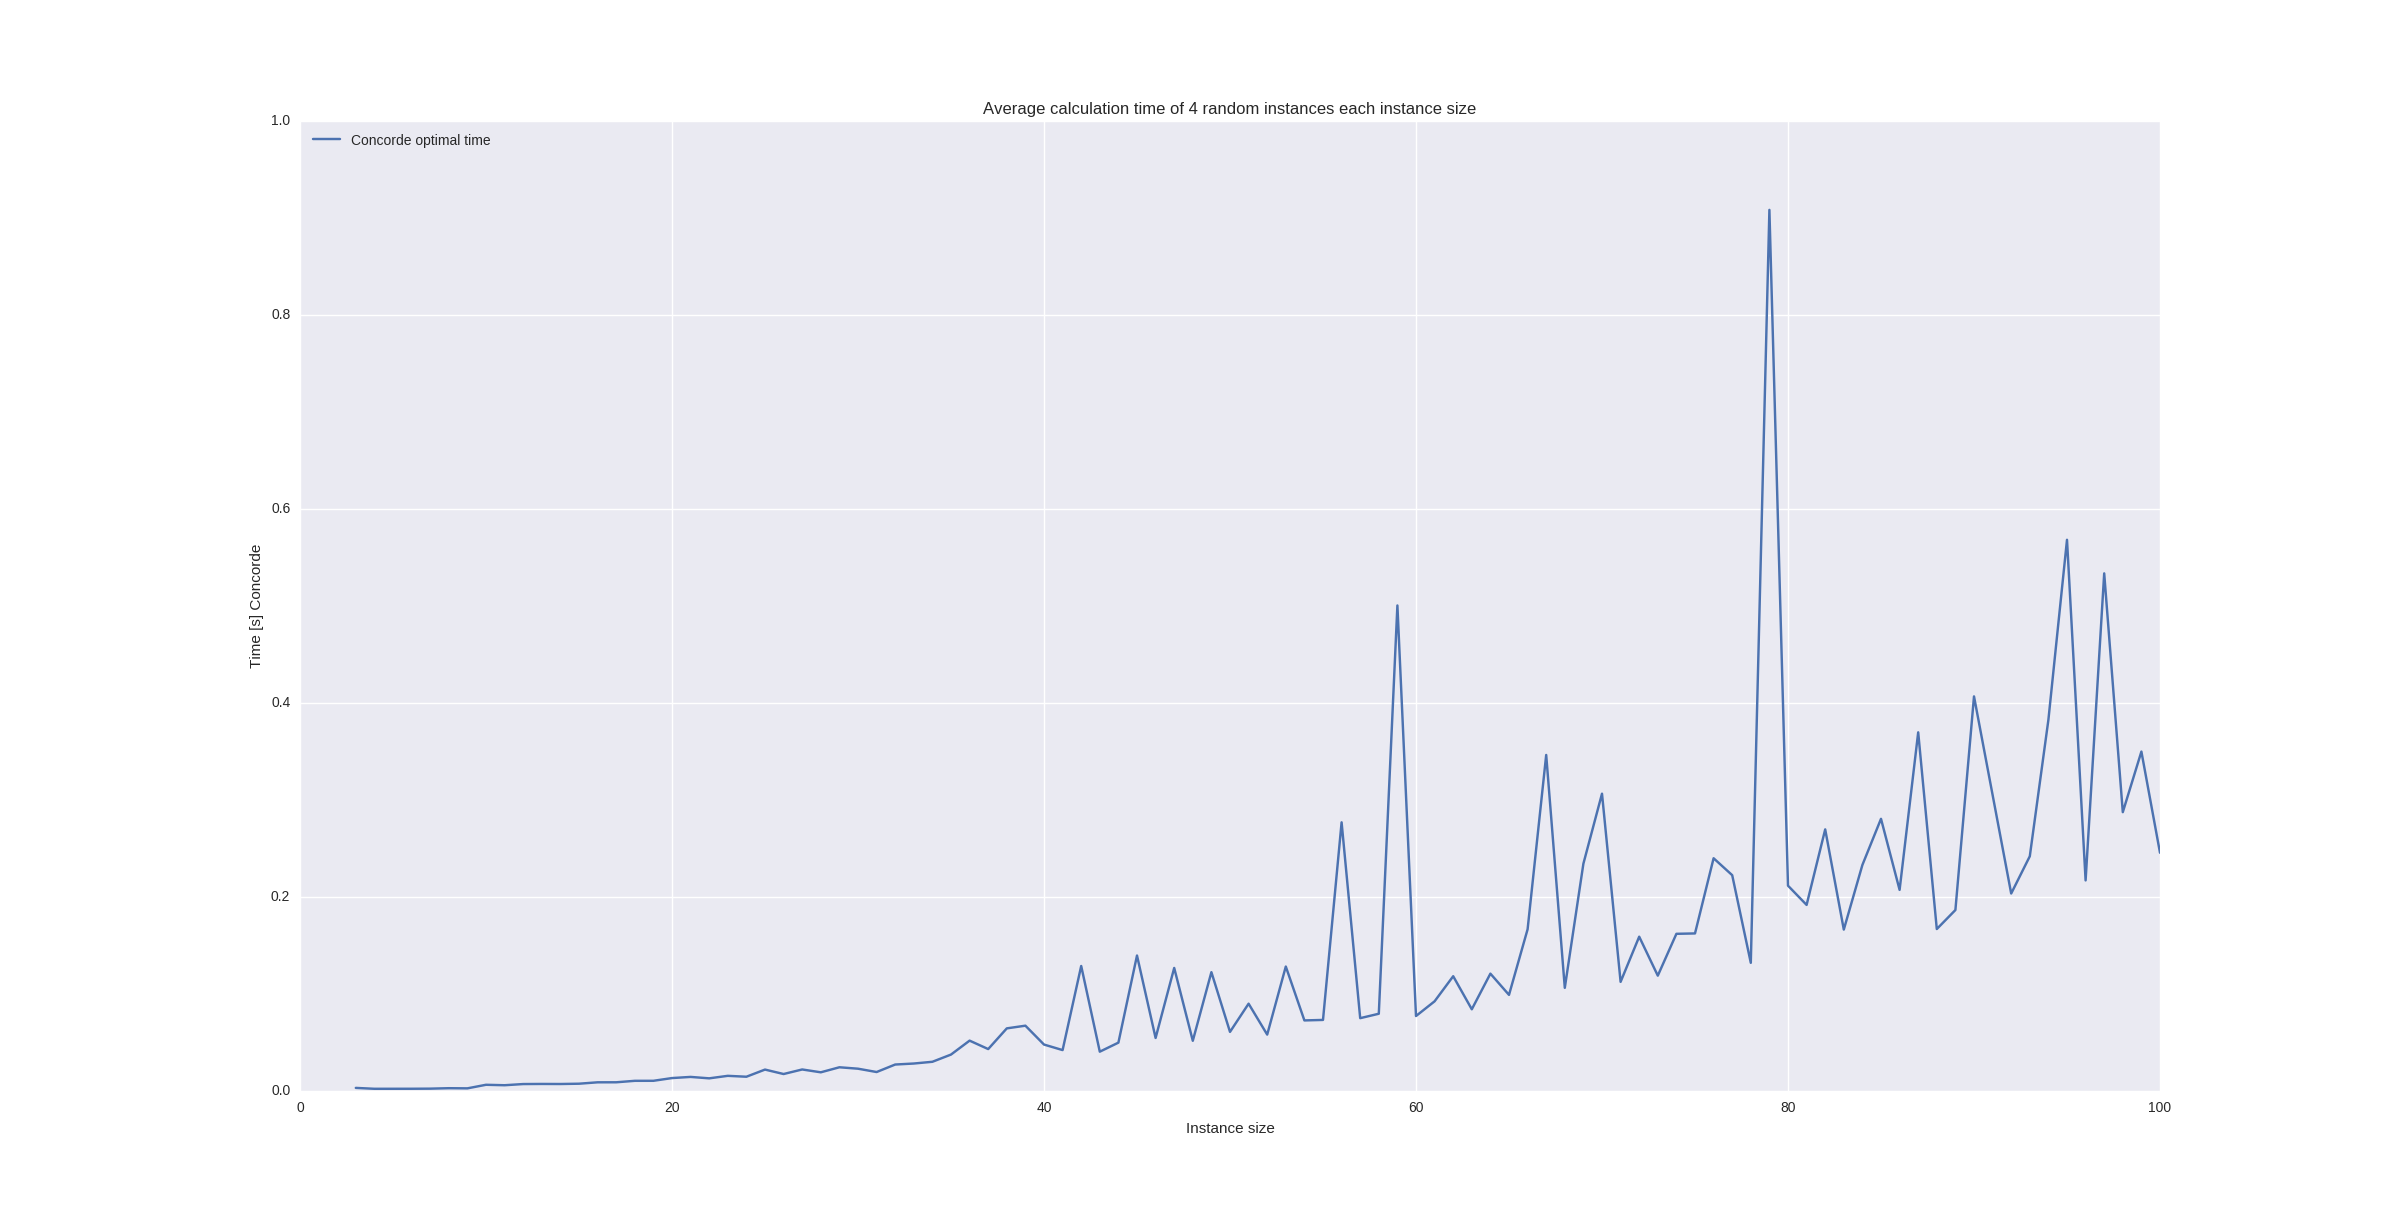 Average calculation time of 4 random instances each instance size
1.0
Concorde optimal time
0.8
0.6
Time [s] Concorde
0.4
0.2
0.0
0 20 40 60 80 100
Instance size